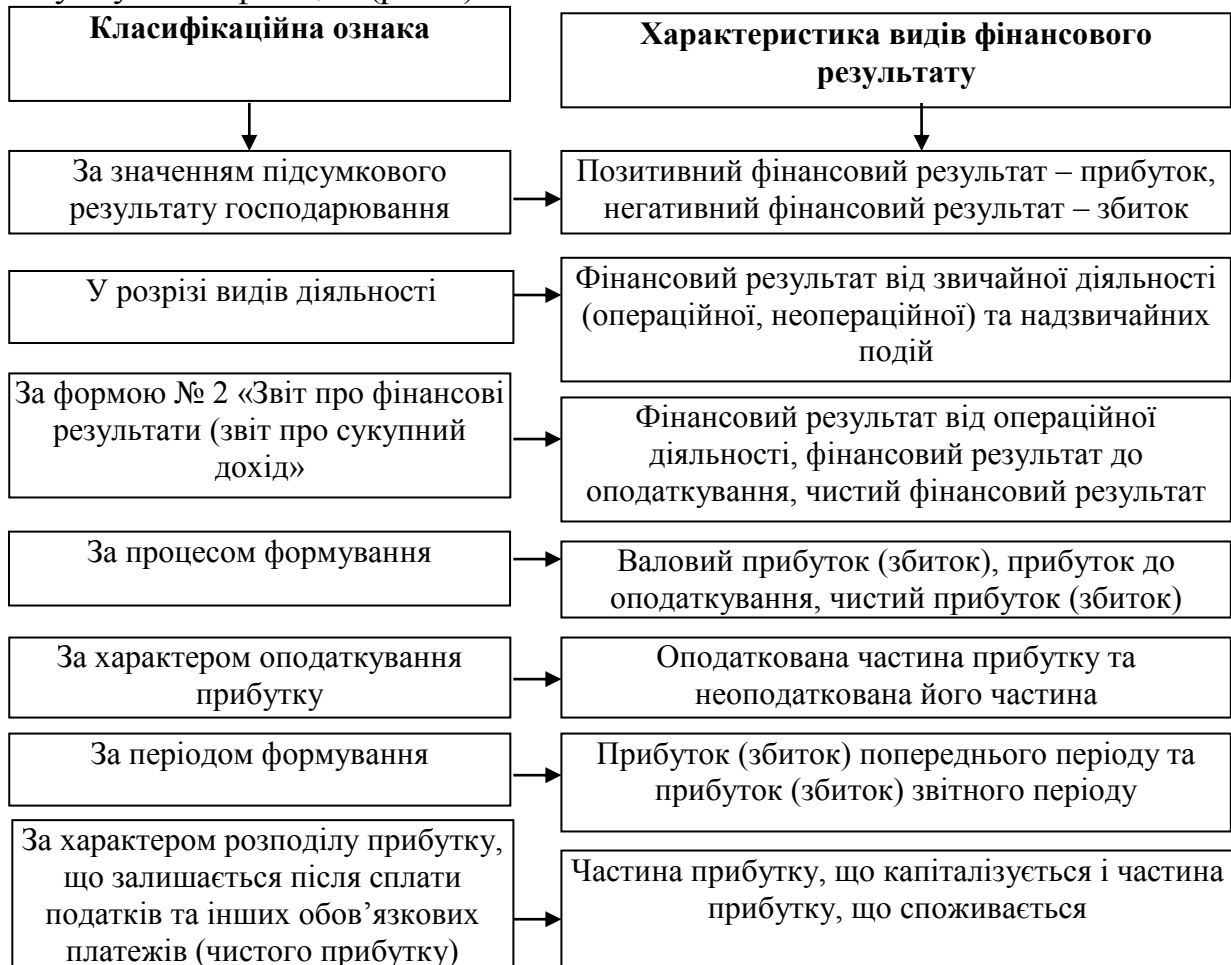 Класифікаційна ознака
Характеристика видів фінансового
результату
За значенням підсумкового
результату господарювання
Позитивний фінансовий результат – прибуток,
негативний фінансовий результат – збиток
У розрізі видів діяльності
Фінансовий результат від звичайної діяльності
(операційної, неопераційної) та надзвичайних
подій
За формою № 2 «Звіт про фінансові
результати (звіт про сукупний
дохід»
Фінансовий результат від операційної
діяльності, фінансовий результат до
оподаткування, чистий фінансовий результат
За процесом формування
Валовий прибуток (збиток), прибуток до
оподаткування, чистий прибуток (збиток)
За характером оподаткування
прибутку
Оподаткована частина прибутку та
неоподаткована його частина
За періодом формування
Прибуток (збиток) попереднього періоду та
прибуток (збиток) звітного періоду
За характером розподілу прибутку,
що залишається після сплати
податків та інших обов’язкових
платежів (чистого прибутку)
Частина прибутку, що капіталізується і частина
прибутку, що споживається